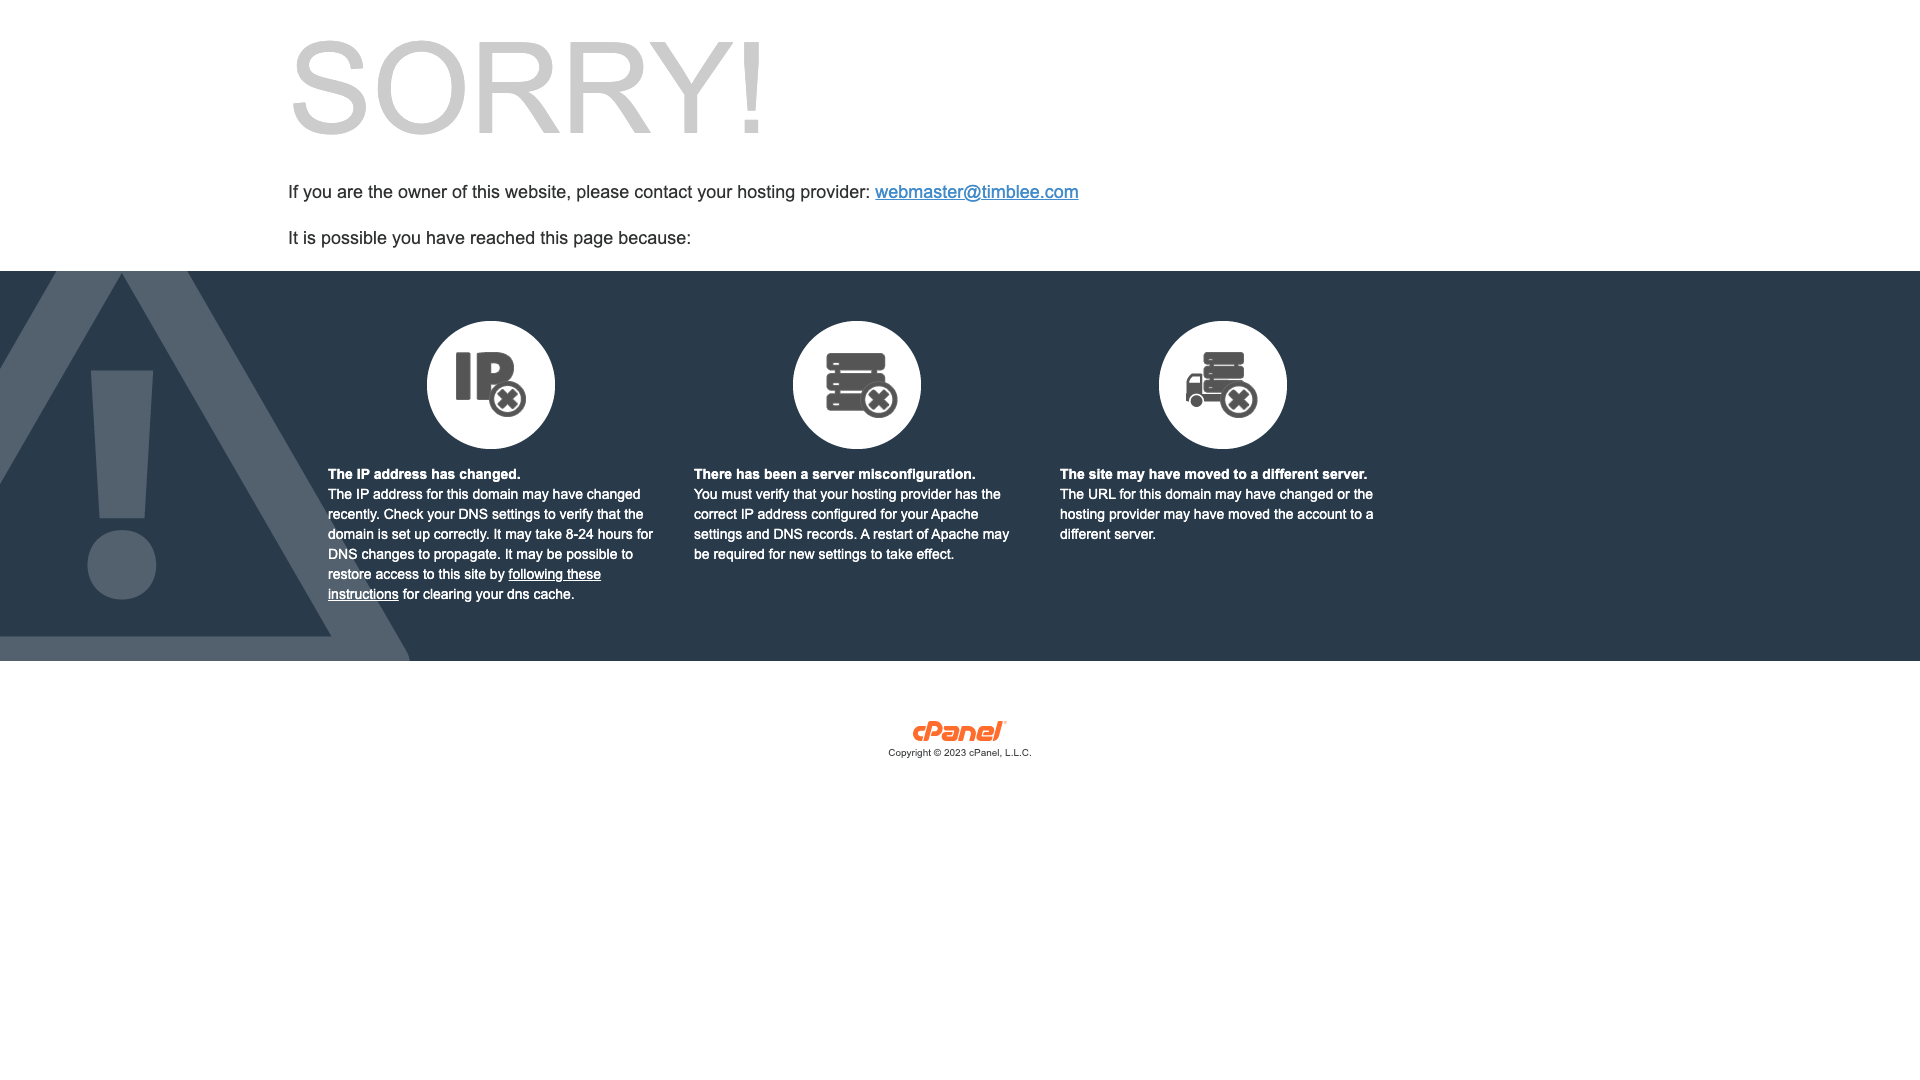 SORRY!
If you are the owner of this website, please contact your hosting provider: webmaster@timblee.com
It is possible you have reached this page because:
IP
The IP address has changed.
The IP address for this domain may have changed
recently. Check your DNS settings to verify that the
domain is set up correctly. It may take 8-24 hours for
DNS changes to propagate. It may be possible to
restore access to this site by following these
instructions for clearing your dns cache.
There has been a server misconfiguration.
You must verify that your hosting provider has the
correct IP address configured for your Apache
settings and DNS records. A restart of Apache may
be required for new settings to take effect.
The site may have moved to a different server.
The URL for this domain may have changed or the
hosting provider may have moved the account to a
different server.
cPanel®
Copyright © 2023 cPanel, L.L.C.